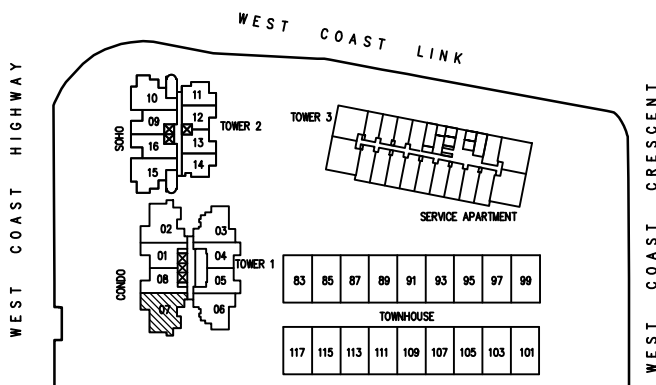 WEST COAST LINK
WEST COAST HIGHWAY
WEST COAST CRESCENT
10
11
09
12
16
13
15
14
SOHO
TOWER 2
TOWER 3
SERVICE APARTMENT
02
03
01
04
08
05
07
06
CONDO
TOWER 1
83 85 87 89 91 93 95 97 99
TOWNHOUSE
117 115 113 111 109 107 105 103 101